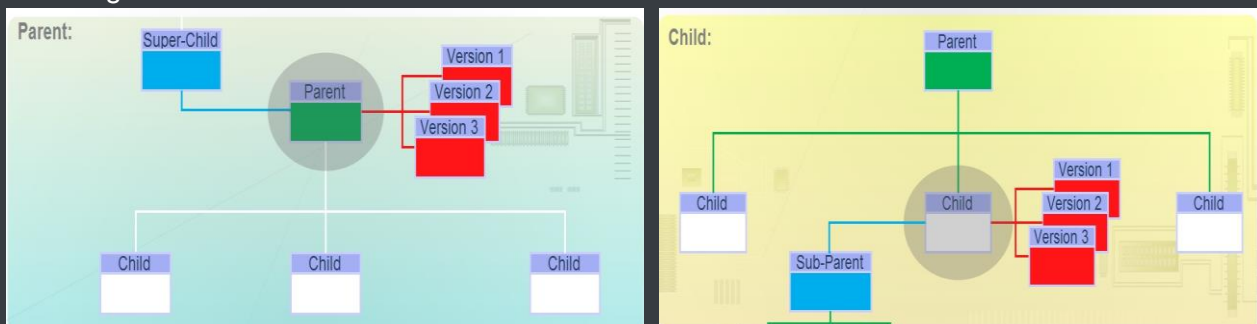 Parent:
Super-Child
Parent
Version 1
Version 2
Version 3
Child
Child
Child
Child:
Parent
Child
Child
Child
Version 1
Version 2
Version 3
Sub-Parent